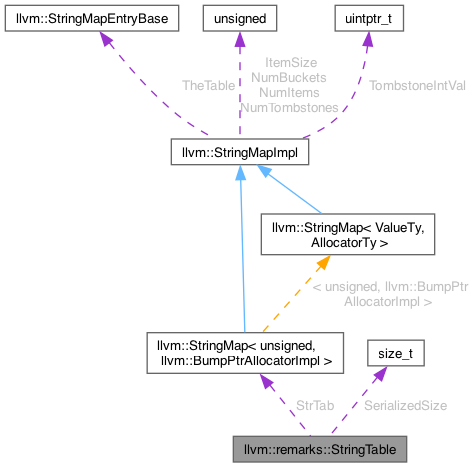 llvm::StringMapEntryBase
unsigned
uintptr_t
TheTable
ItemSize
NumBuckets
NumItems
NumTombstones
TombstoneIntVal
llvm::StringMapImpl
llvm::StringMap< ValueTy,
AllocatorTy >
< unsigned, llvm::BumpPtr
AllocatorImpl >
llvm::StringMap< unsigned,
llvm::BumpPtrAllocatorImpl >
size_t
StrTab
SerializedSize
llvm::remarks::StringTable